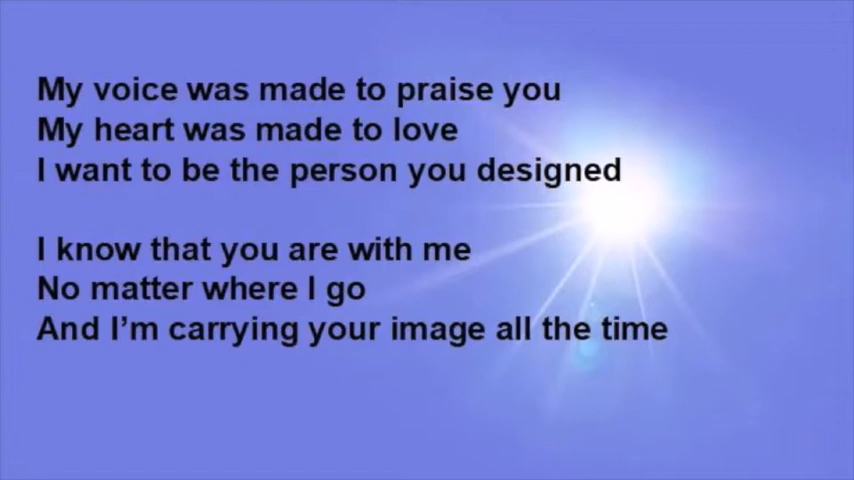 My voice was made to praise you
My heart was made to love
I want to be the person you designed
I know that you are with me
No matter where I go
And I’m carrying your image all the time